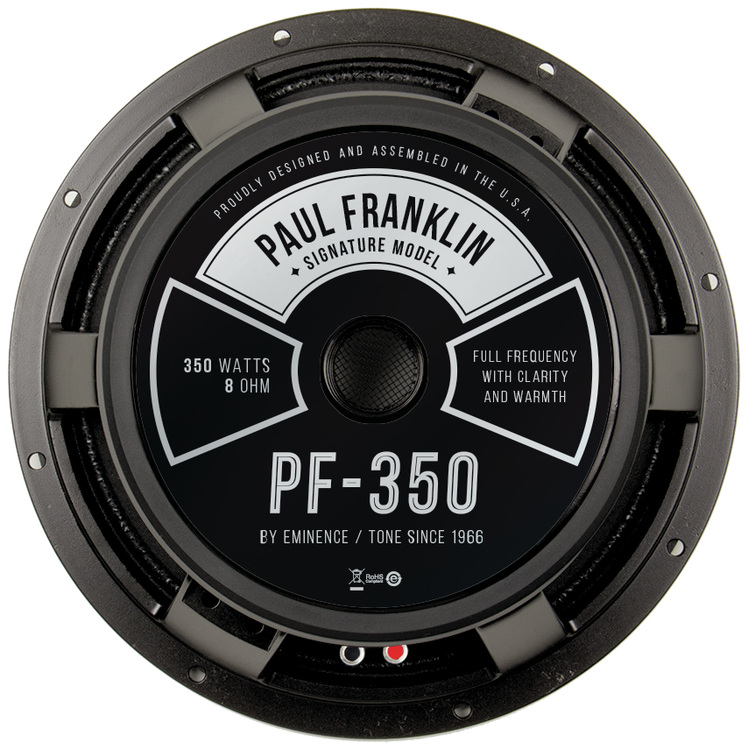 PROUDLY DESIGNED AND ASSEMBLED IN THE U.S.A.
PAUL FRANKLIN
SIGNATURE MODEL
350 WATTS
8 OHM
FULL FREQUENCY
WITH CLARITY
AND WARMTH
PF-350
BY EMINENCE / TONE SINCE 1966
RoHS
Compliant
e